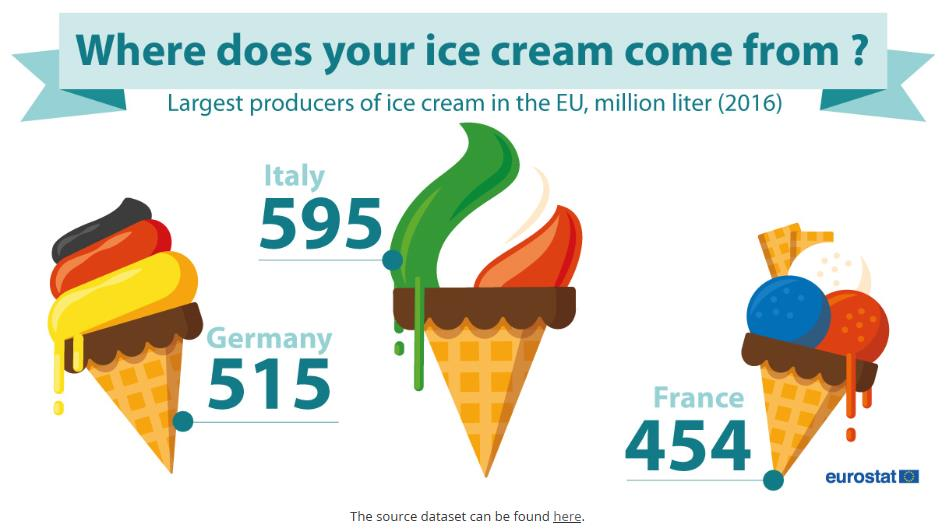 Where does your ice cream come from ?
Largest producers of ice cream in the EU, million liter (2016)
Italy
595
Germany
515
France
454
eurostat
The source dataset can be found here.